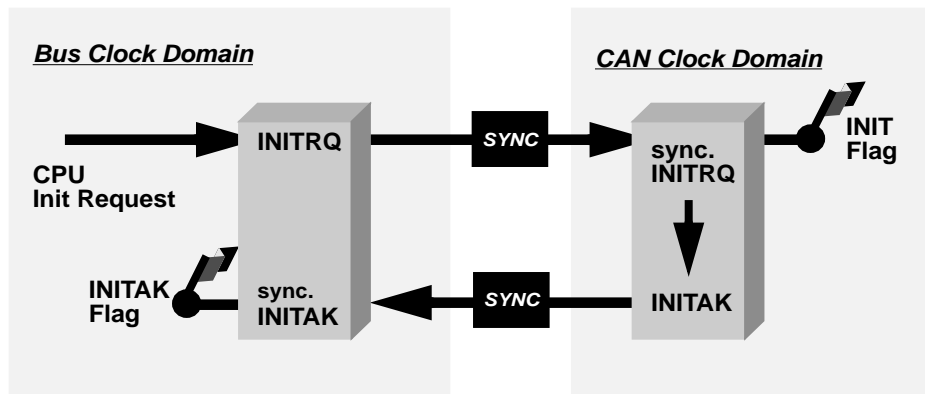 Bus Clock Domain
CAN Clock Domain
INITRQ
SYNC
sync.
INITRQ
INIT
Flag
CPU
Init Request
INITAK
Flag
sync.
INITAK
SYNC
INITAK